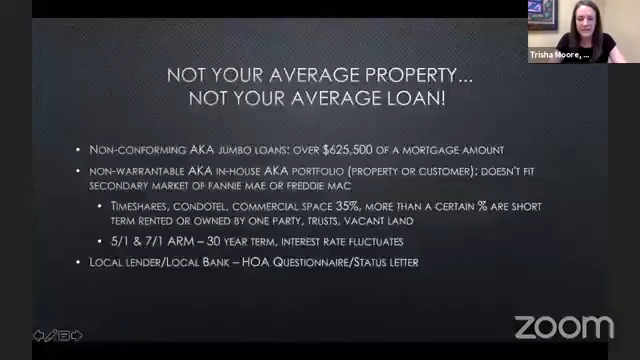 Trisha Moore, ...
NOT YOUR AVERAGE PROPERTY...
NOT YOUR AVERAGE LOAN!
• NON-CONFORMING AKA JUMBO LOANS: OVER $625,500 OF A MORTGAGE AMOUNT
• NON-WARRANTABLE AKA IN-HOUSE AKA PORTFOLIO (PROPERTY OR CUSTOMER): DOESN'T FIT
SECONDARY MARKET OF FANNIE MAE OR FREDDIE MAC
• TIMESHARES, CONDOTEL, COMMERCIAL SPACE 35%, MORE THAN A CERTAIN % ARE SHORT
TERM RENTED OR OWNED BY ONE PARTY, TRUSTS, VACANT LAND
• 5/1 & 7/1 ARM – 30 YEAR TERM, INTEREST RATE FLUCTUATES
• LOCAL LENDER/LOCAL BANK – HOA QUESTIONNAIRE/STATUS LETTER
zoom